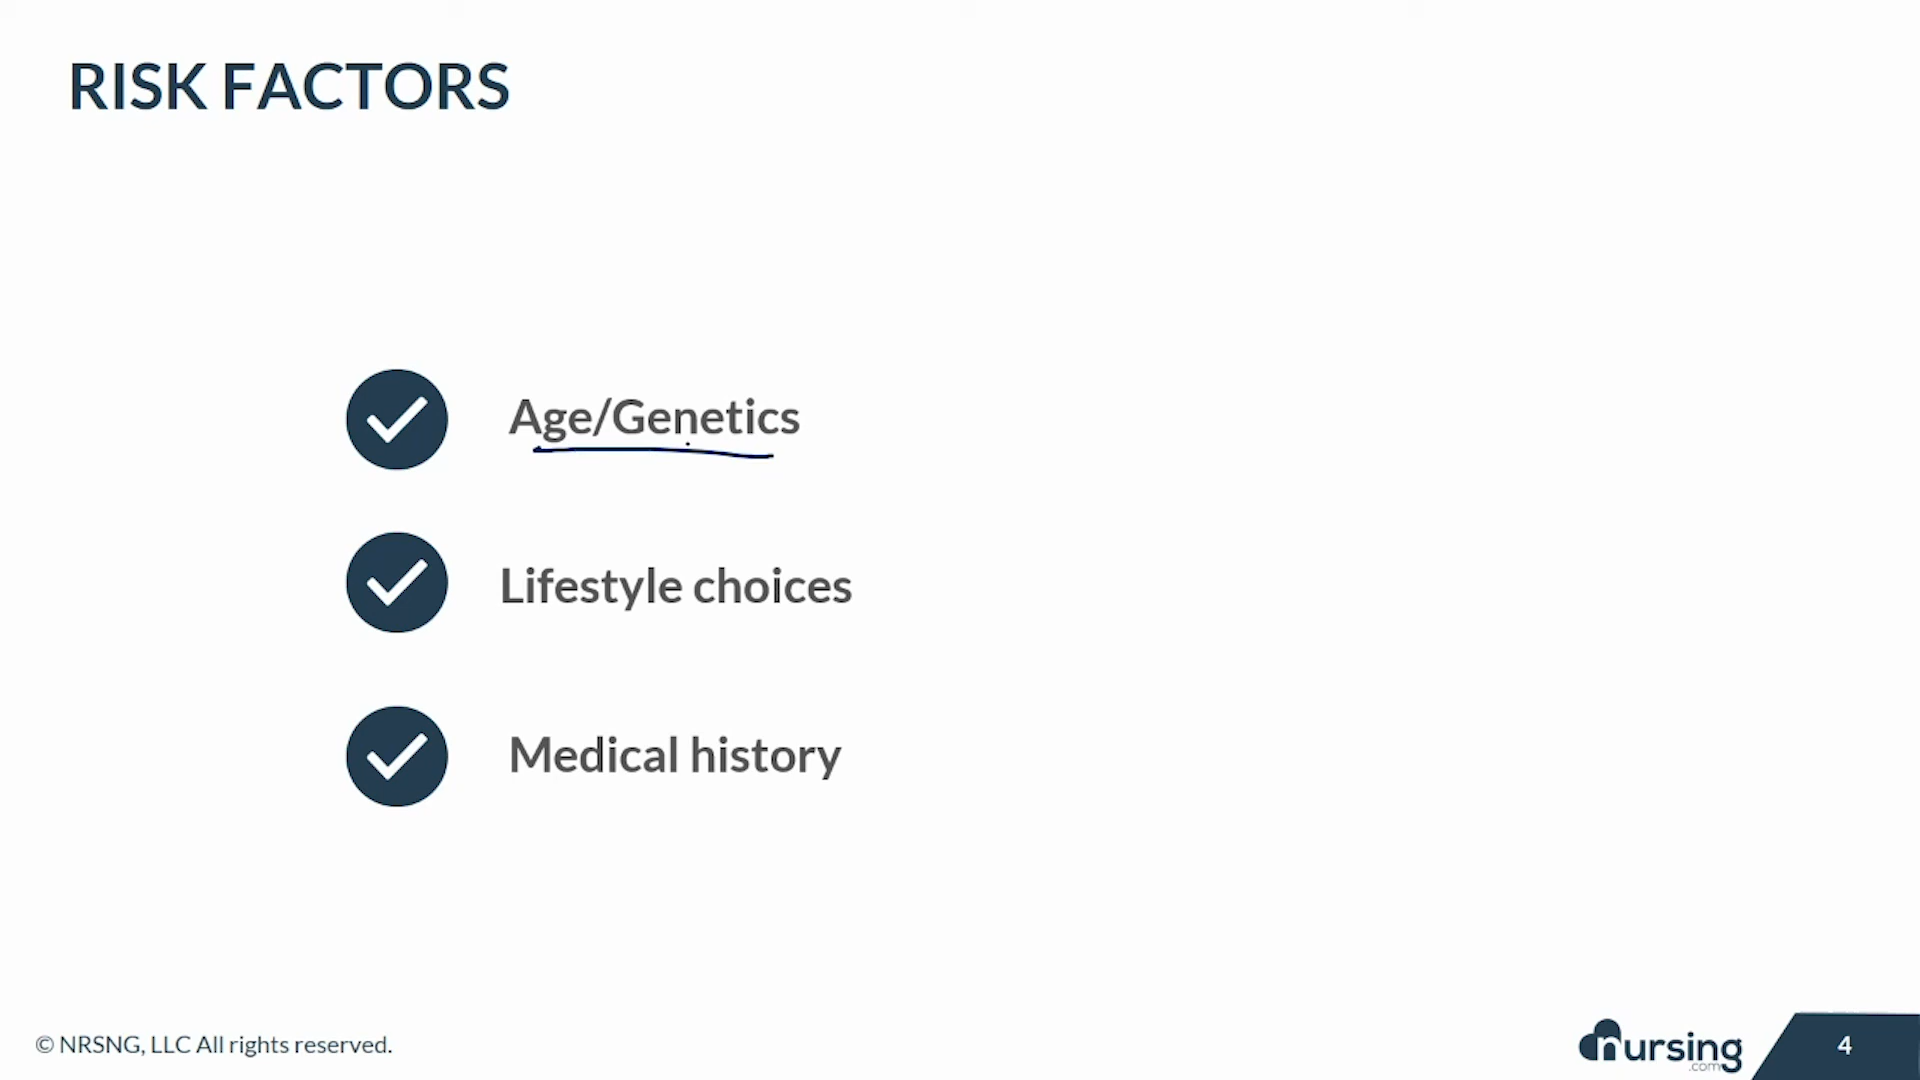 RISK FACTORS
Age/Genetics
Lifestyle choices
Medical history
© NRSNG, LLC All rights reserved.
nursing
.com
4